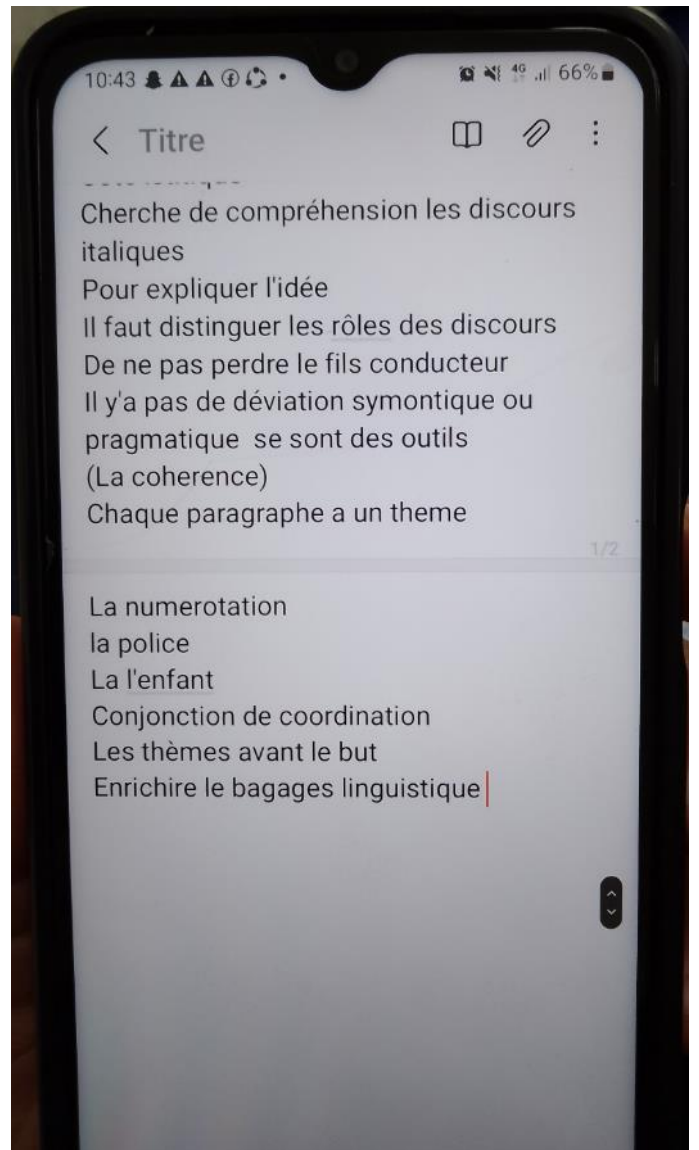 10:43
4G 66%
Titre
Cherche de compréhension les discours
italiques
Pour expliquer l'idée
Il faut distinguer les rôles des discours
De ne pas perdre le fils conducteur
Il y'a pas de déviation symontique ou
pragmatique se sont des outils
(La coherence)
Chaque paragraphe a un theme
1/2
La numerotation
la police
La l'enfant
Conjonction de coordination
Les thèmes avant le but
Enrichire le bagages linguistique